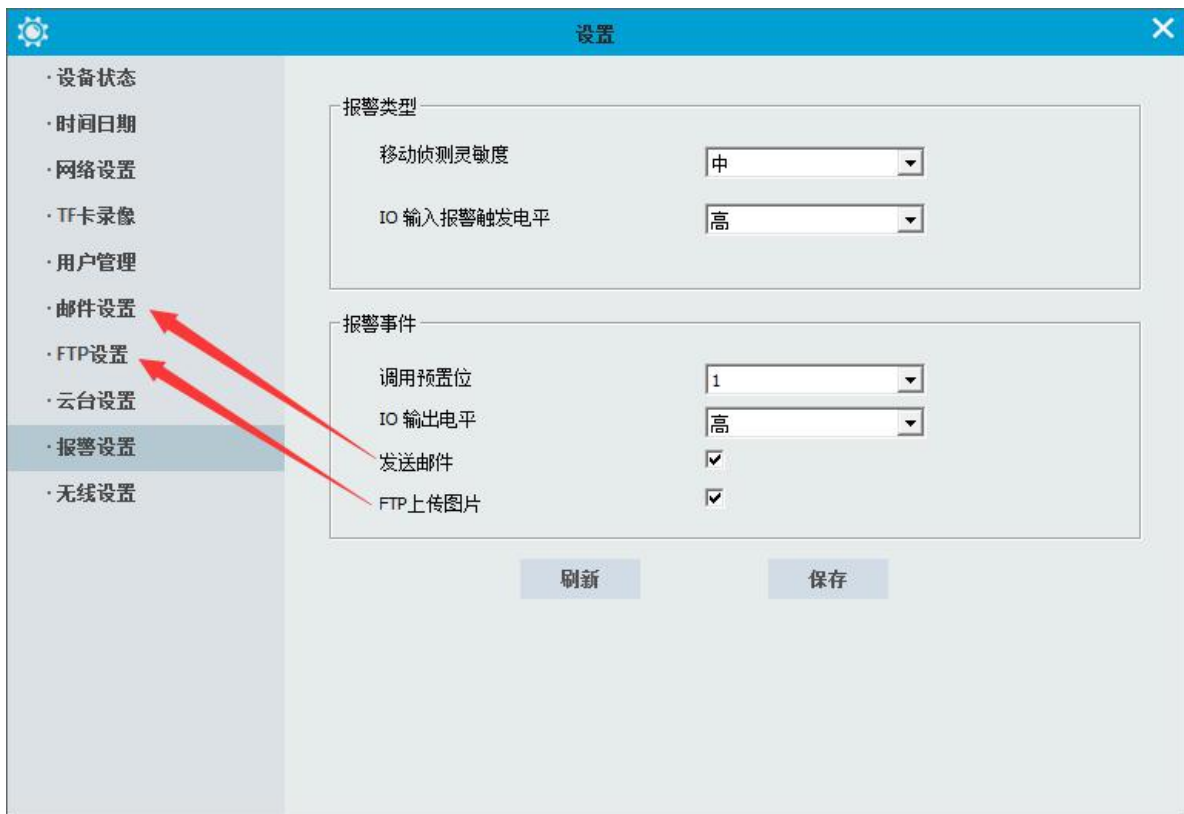 设置
·设备状态
·时间日期
·网络设置
·TF卡录像
·用户管理
·邮件设置
·FTP设置
·云台设置
·报警设置
·无线设置
报警类型
移动侦测灵敏度 中
IO 输入报警触发电平 高
报警事件
调用预置位 1
IO 输出电平 高
发送邮件
FTP上传图片
刷新 保存